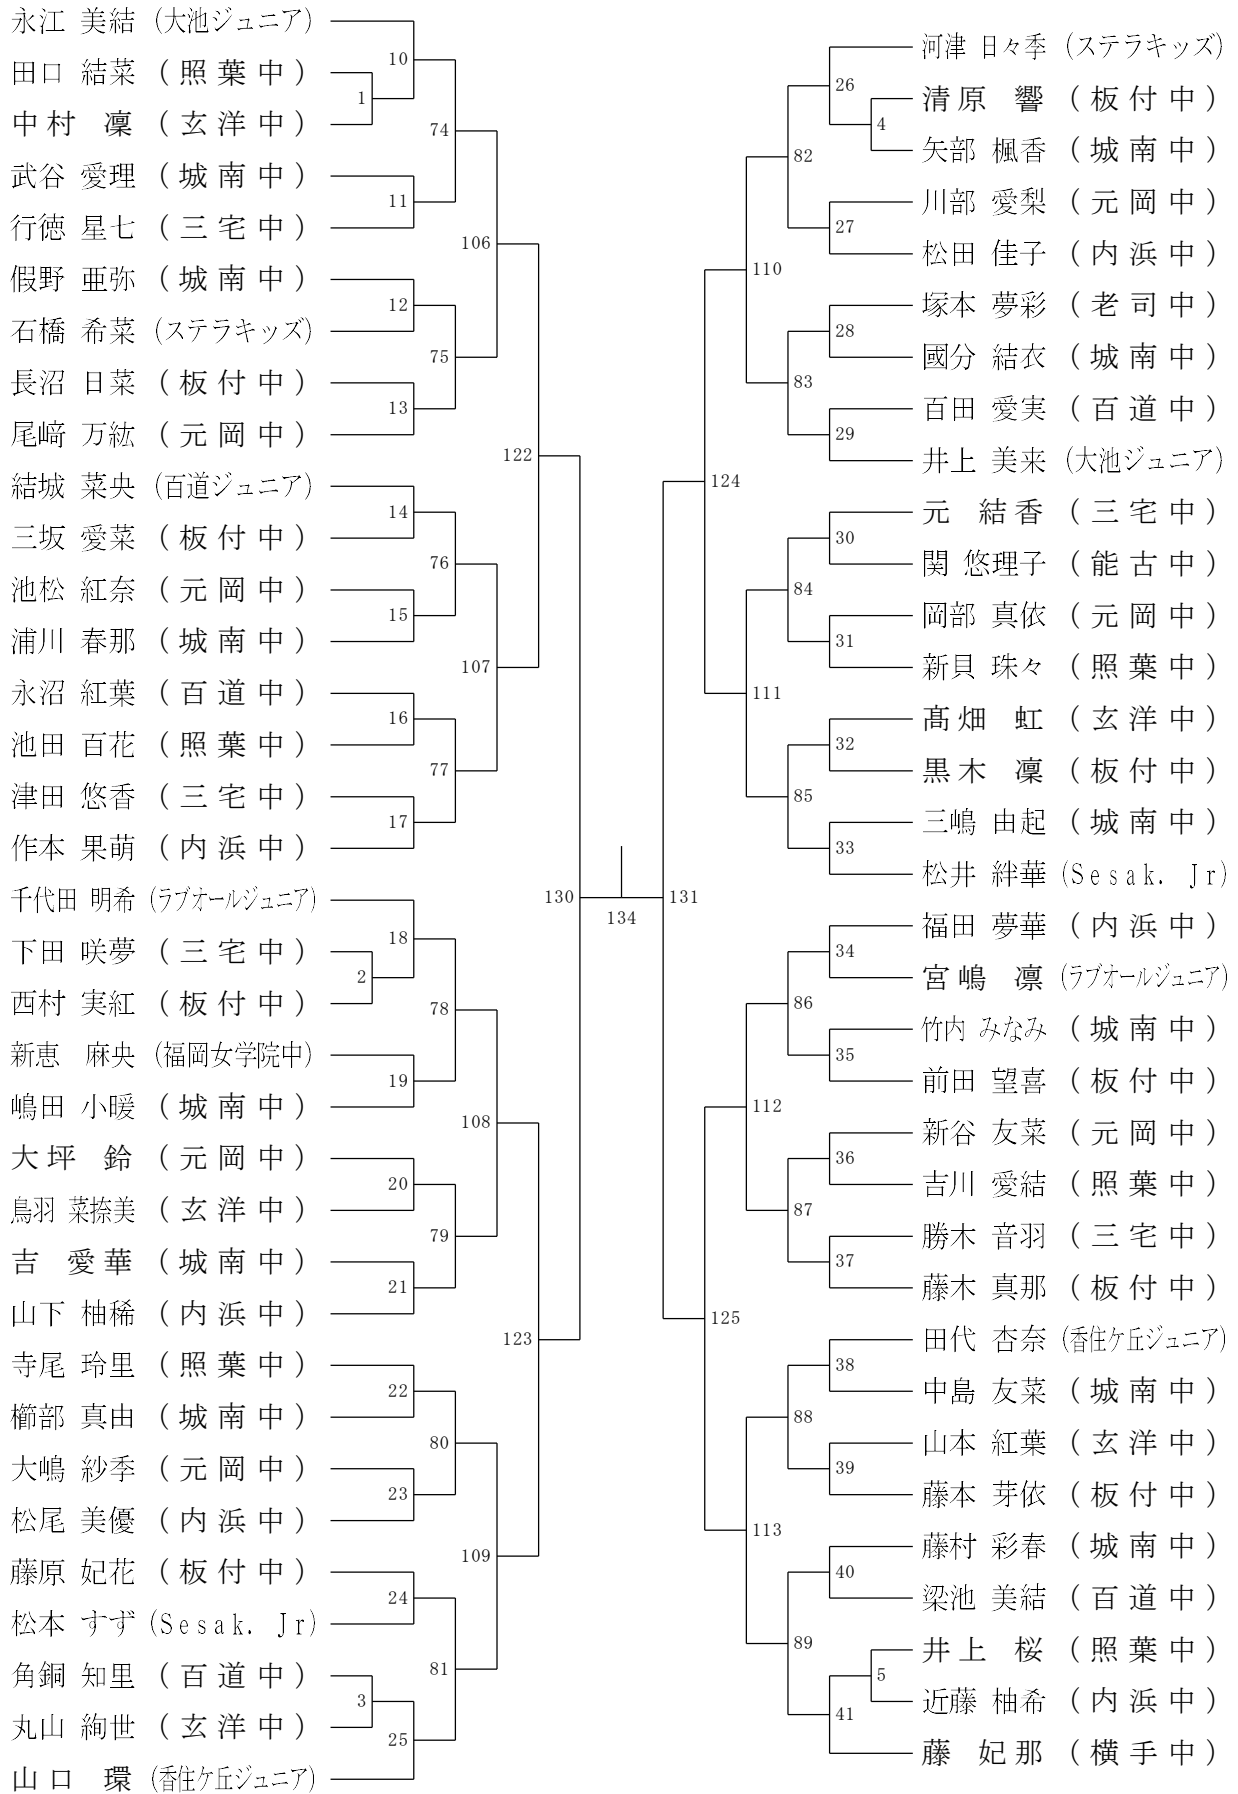 永江 美結 (大池ジュニア)
田口 結菜 (照葉中)
中村 凜 (玄洋中)
武谷 愛理 (城南中)
行徳 星七 (三宅中)
假野 亜弥 (城南中)
石橋 希菜 (ステラキッズ)
長沼 日菜 (板付中)
尾﨑 万紘 (元岡中)
結城 菜央 (百道ジュニア)
三坂 愛菜 (板付中)
池松 紅奈 (元岡中)
浦川 春那 (城南中)
永沼 紅葉 (百道中)
池田 百花 (照葉中)
津田 悠香 (三宅中)
作本 果萌 (内浜中)
千代田 明希 (ラブオールジュニア)
下田 咲夢 (三宅中)
西村 実紅 (板付中)
新恵 麻央 (福岡女学院中)
嶋田 小暖 (城南中)
大坪 鈴 (元岡中)
鳥羽 菜捺美 (玄洋中)
吉 愛華 (城南中)
山下 柚稀 (内浜中)
寺尾 玲里 (照葉中)
櫛部 真由 (城南中)
大嶋 紗季 (元岡中)
松尾 美優 (内浜中)
藤原 妃花 (板付中)
松本 すず (Sesak. Jr)
角銅 知里 (百道中)
丸山 絢世 (玄洋中)
山口 環 (香住ケ丘ジュニア)
1
2
3
10
11
12
13
14
15
16
17
18
19
20
21
22
23
24
25
74
75
76
77
78
79
80
81
106
107
108
109
122
123
130
134
131
124
125
110
111
112
113
82
83
84
85
86
87
88
89
26
27
28
29
30
31
32
33
34
35
36
37
38
39
40
41
4
5
河津 日々季 (ステラキッズ)
清原 響 (板付中)
矢部 楓香 (城南中)
川部 愛梨 (元岡中)
松田 佳子 (内浜中)
塚本 夢彩 (老司中)
國分 結衣 (城南中)
百田 愛実 (百道中)
井上 美来 (大池ジュニア)
元 結香 (三宅中)
関 悠理子 (能古中)
岡部 真依 (元岡中)
新貝 珠々 (照葉中)
髙畑 虹 (玄洋中)
黒木 凜 (板付中)
三嶋 由起 (城南中)
松井 絆華 (Sesak. Jr)
福田 夢華 (内浜中)
宮嶋 凛 (ラブオールジュニア)
竹内 みなみ (城南中)
前田 望喜 (板付中)
新谷 友菜 (元岡中)
吉川 愛結 (照葉中)
勝木 音羽 (三宅中)
藤木 真那 (板付中)
田代 杏奈 (香住ケ丘ジュニア)
中島 友菜 (城南中)
山本 紅葉 (玄洋中)
藤本 芽依 (板付中)
藤村 彩春 (城南中)
梁池 美結 (百道中)
井上 桜 (照葉中)
近藤 柚希 (内浜中)
藤 妃那 (横手中)